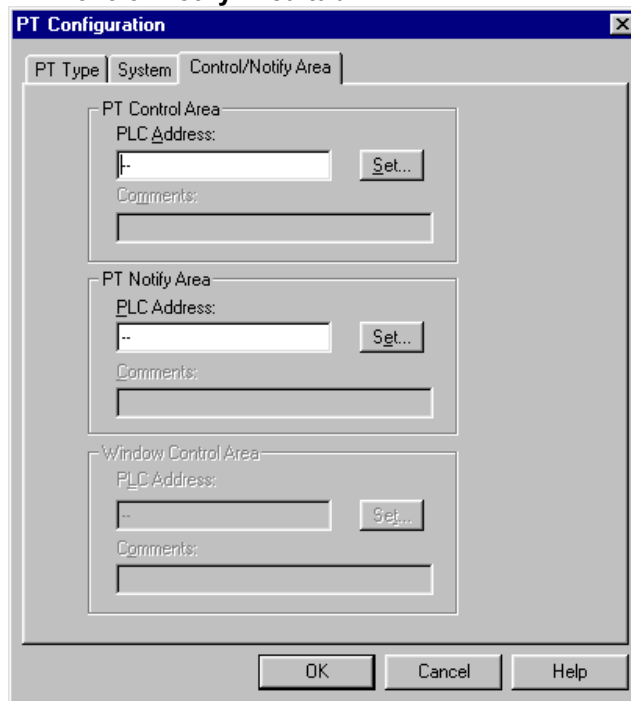 PT Configuration
PT Type System Control/Notify Area
PT Control Area
PLC Address:
--
Set...
Comments:
PT Notify Area
PLC Address:
--
Set...
Comments:
Window Control Area
PLC Address:
--
Set...
Comments:
OK Cancel Help